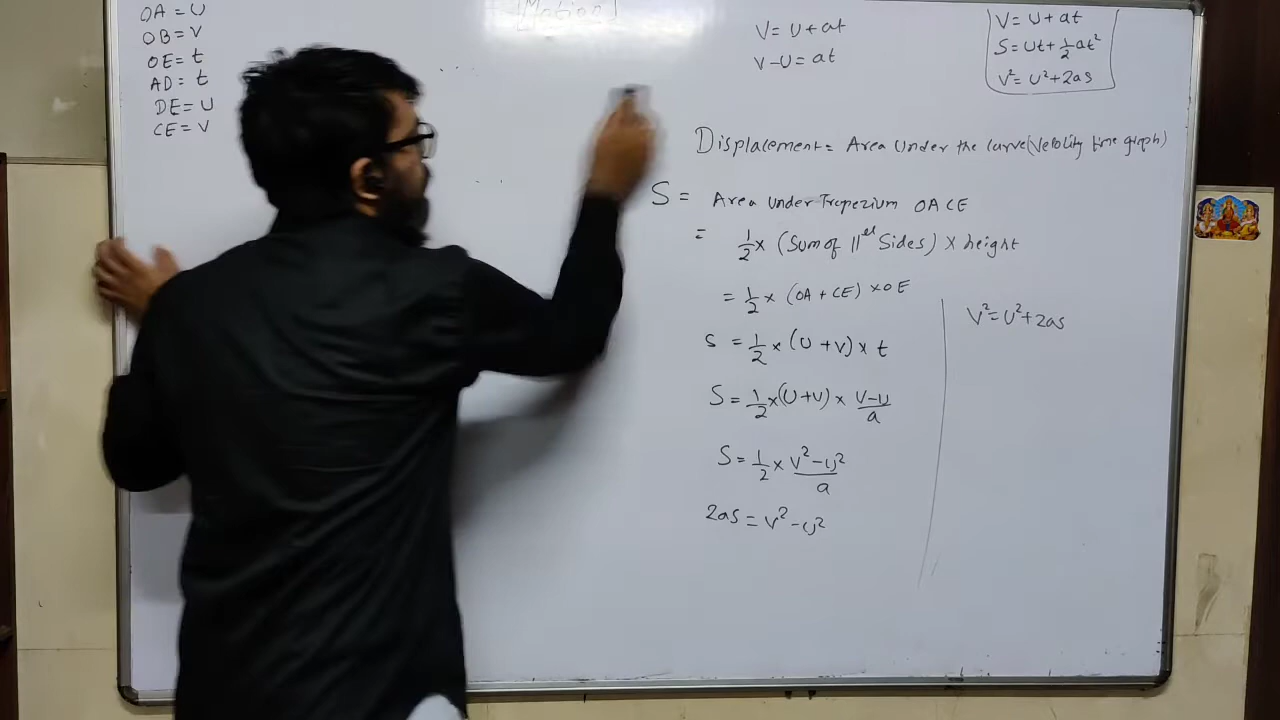 OA = U
OB = V
OE = t
AD = t
DE = U
CE = V
[Motion]
V = U + at
V - U = at
V = U + at
S = Ut + 1/2 at²
V² = U² + 2as
Displacement = Area Under the curve (Velocity time graph)
S = Area Under Trapezium OACE
= 1/2 × (Sum of ||el Sides) × height
= 1/2 × (OA + CE) × OE
S = 1/2 × (U + V) × t
S = 1/2 × (U + V) × V-U/a
S = 1/2 × V² - U²/a
2as = V² - U²
V² = U² + 2as